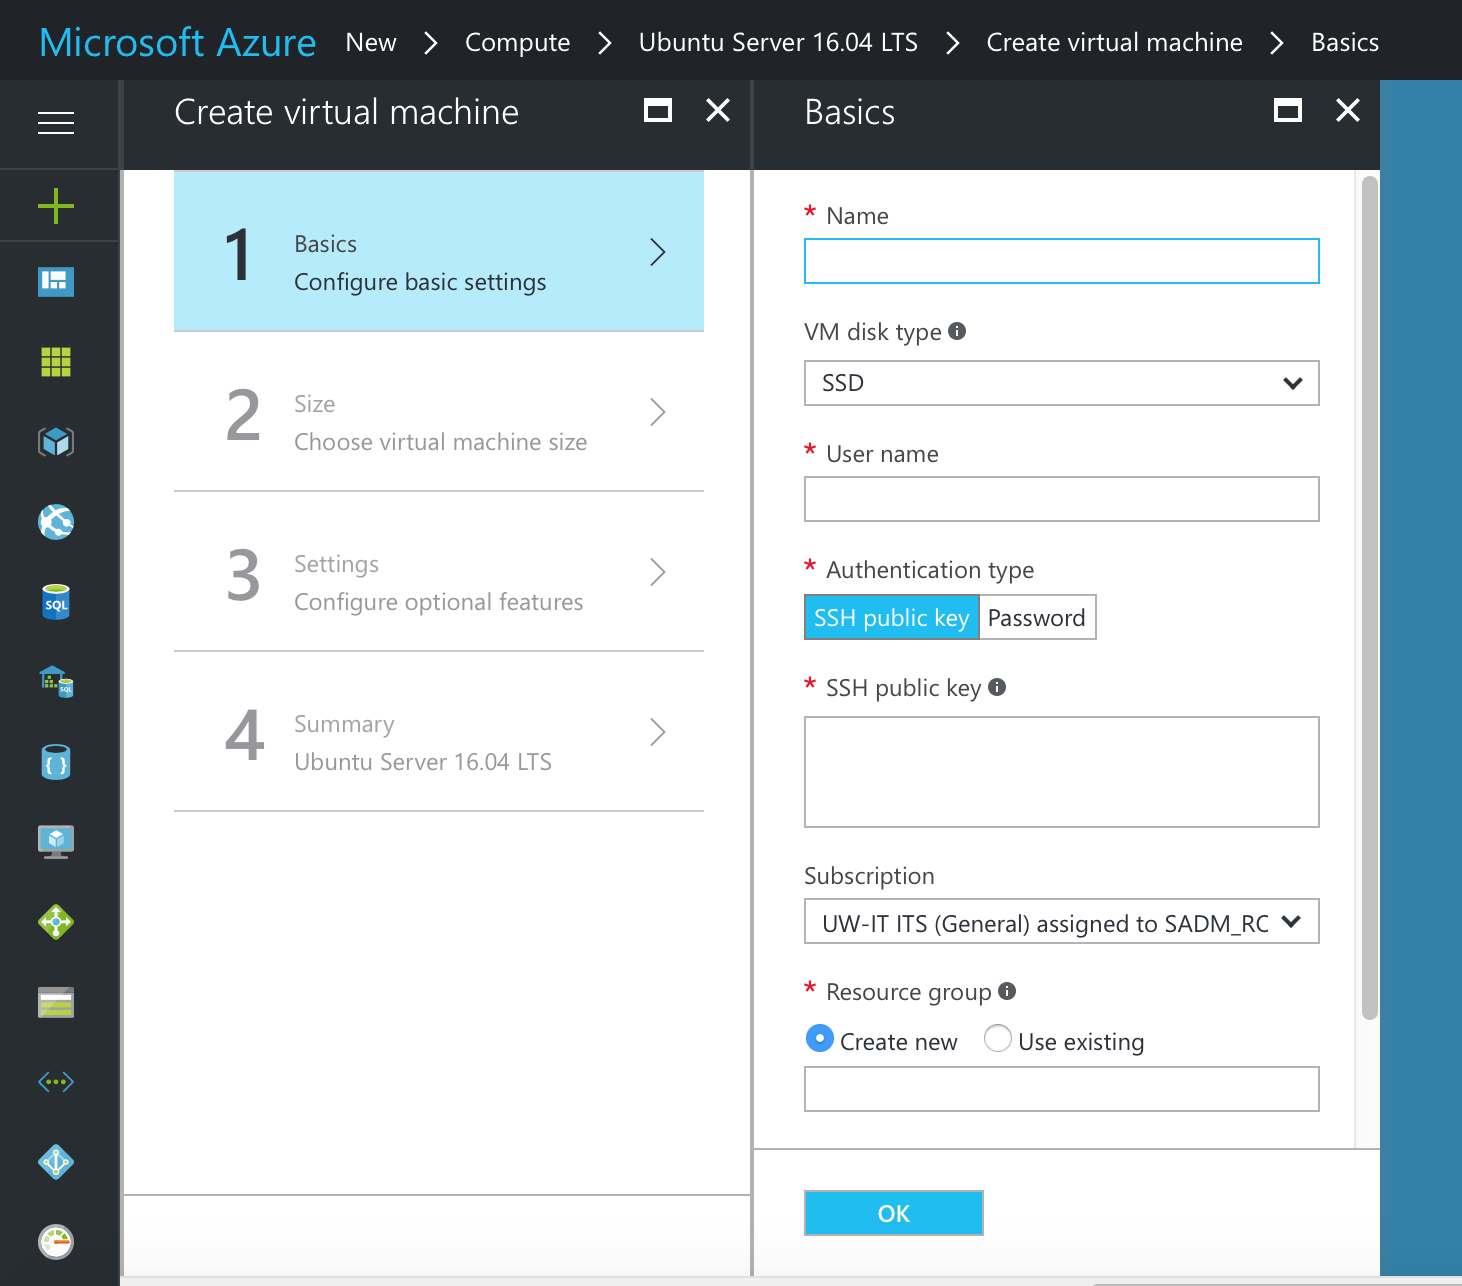 Microsoft Azure New > Compute > Ubuntu Server 16.04 LTS > Create virtual machine > Basics
Create virtual machine
1
Basics
Configure basic settings
2
Size
Choose virtual machine size
3
Settings
Configure optional features
4
Summary
Ubuntu Server 16.04 LTS
Basics
* Name
VM disk type
SSD
* User name
* Authentication type
SSH public key Password
* SSH public key
Subscription
UW-IT ITS (General) assigned to SADM_RC
* Resource group
Create new Use existing
OK
SQL
SQL